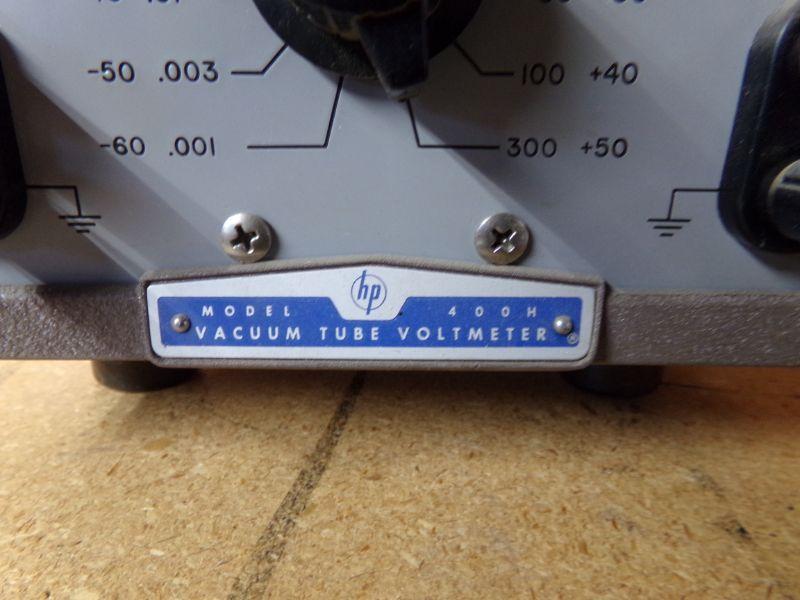 -50 .003 100 +40
-60 .001 300 +50
hp
MODEL 400H
VACUUM TUBE VOLTMETER ®